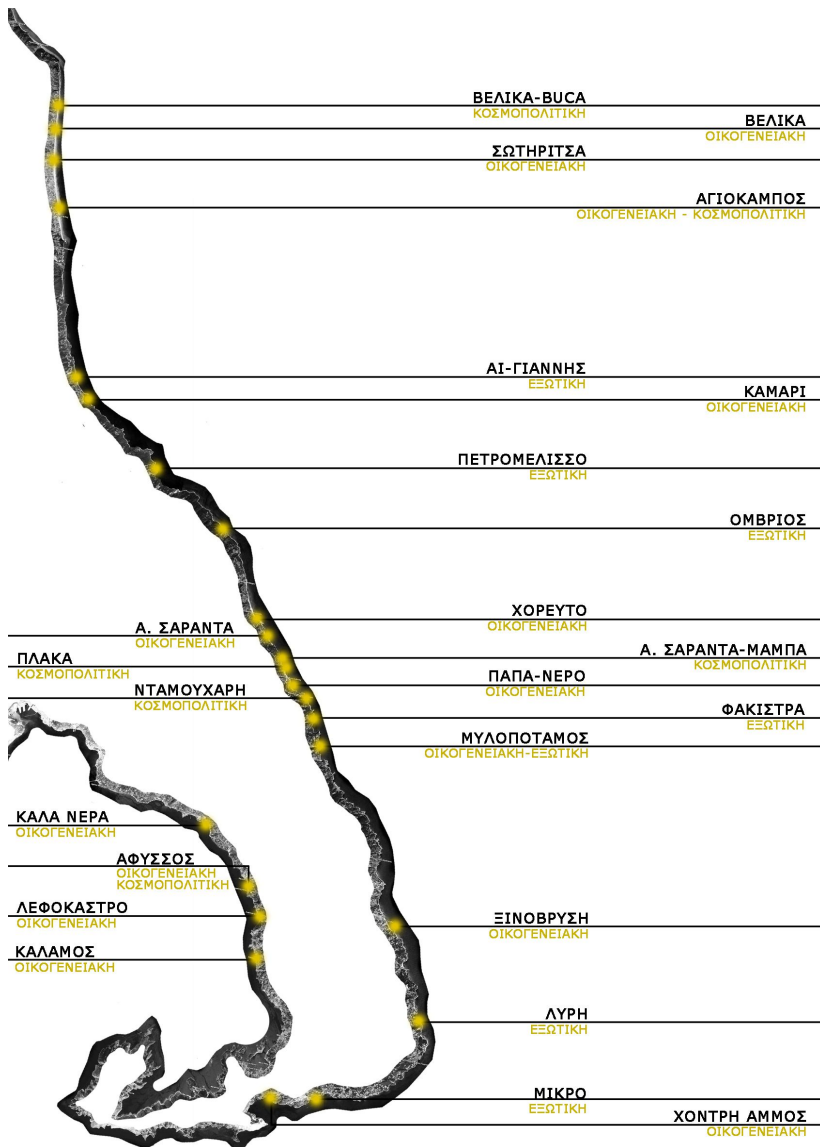 ΒΕΛΙΚΑ-BUCA
ΚΟΣΜΟΠΟΛΙΤΙΚΗ
ΒΕΛΙΚΑ
ΟΙΚΟΓΕΝΕΙΑΚΗ
ΣΩΤΗΡΙΤΣΑ
ΟΙΚΟΓΕΝΕΙΑΚΗ
ΑΓΙΟΚΑΜΠΟΣ
ΟΙΚΟΓΕΝΕΙΑΚΗ - ΚΟΣΜΟΠΟΛΙΤΙΚΗ
ΑΙ-ΓΙΑΝΝΗΣ
ΕΞΩΤΙΚΗ
ΚΑΜΑΡΙ
ΟΙΚΟΓΕΝΕΙΑΚΗ
ΠΕΤΡΟΜΕΛΙΣΣΟ
ΕΞΩΤΙΚΗ
ΟΜΒΡΙΟΣ
ΕΞΩΤΙΚΗ
ΧΟΡΕΥΤΟ
ΟΙΚΟΓΕΝΕΙΑΚΗ
Α. ΣΑΡΑΝΤΑ
ΟΙΚΟΓΕΝΕΙΑΚΗ
Α. ΣΑΡΑΝΤΑ-ΜΑΜΠΑ
ΚΟΣΜΟΠΟΛΙΤΙΚΗ
ΠΛΑΚΑ
ΚΟΣΜΟΠΟΛΙΤΙΚΗ
ΠΑΠΑ-ΝΕΡΟ
ΟΙΚΟΓΕΝΕΙΑΚΗ
ΝΤΑΜΟΥΧΑΡΗ
ΚΟΣΜΟΠΟΛΙΤΙΚΗ
ΦΑΚΙΣΤΡΑ
ΕΞΩΤΙΚΗ
ΜΥΛΟΠΟΤΑΜΟΣ
ΟΙΚΟΓΕΝΕΙΑΚΗ-ΕΞΩΤΙΚΗ
ΚΑΛΑ ΝΕΡΑ
ΟΙΚΟΓΕΝΕΙΑΚΗ
ΑΦΥΣΣΟΣ
ΟΙΚΟΓΕΝΕΙΑΚΗ
ΚΟΣΜΟΠΟΛΙΤΙΚΗ
ΛΕΦΟΚΑΣΤΡΟ
ΟΙΚΟΓΕΝΕΙΑΚΗ
ΞΙΝΟΒΡΥΣΗ
ΟΙΚΟΓΕΝΕΙΑΚΗ
ΚΑΛΑΜΟΣ
ΟΙΚΟΓΕΝΕΙΑΚΗ
ΛΥΡΗ
ΕΞΩΤΙΚΗ
ΜΙΚΡΟ
ΕΞΩΤΙΚΗ
ΧΟΝΤΡΗ ΑΜΜΟΣ
ΟΙΚΟΓΕΝΕΙΑΚΗ